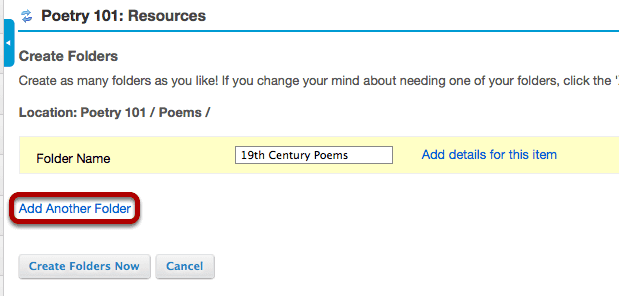 Poetry 101: Resources
Create Folders
Create as many folders as you like! If you change your mind about needing one of your folders, click the '
Location: Poetry 101 / Poems /
Folder Name 19th Century Poems Add details for this item
Add Another Folder
Create Folders Now Cancel